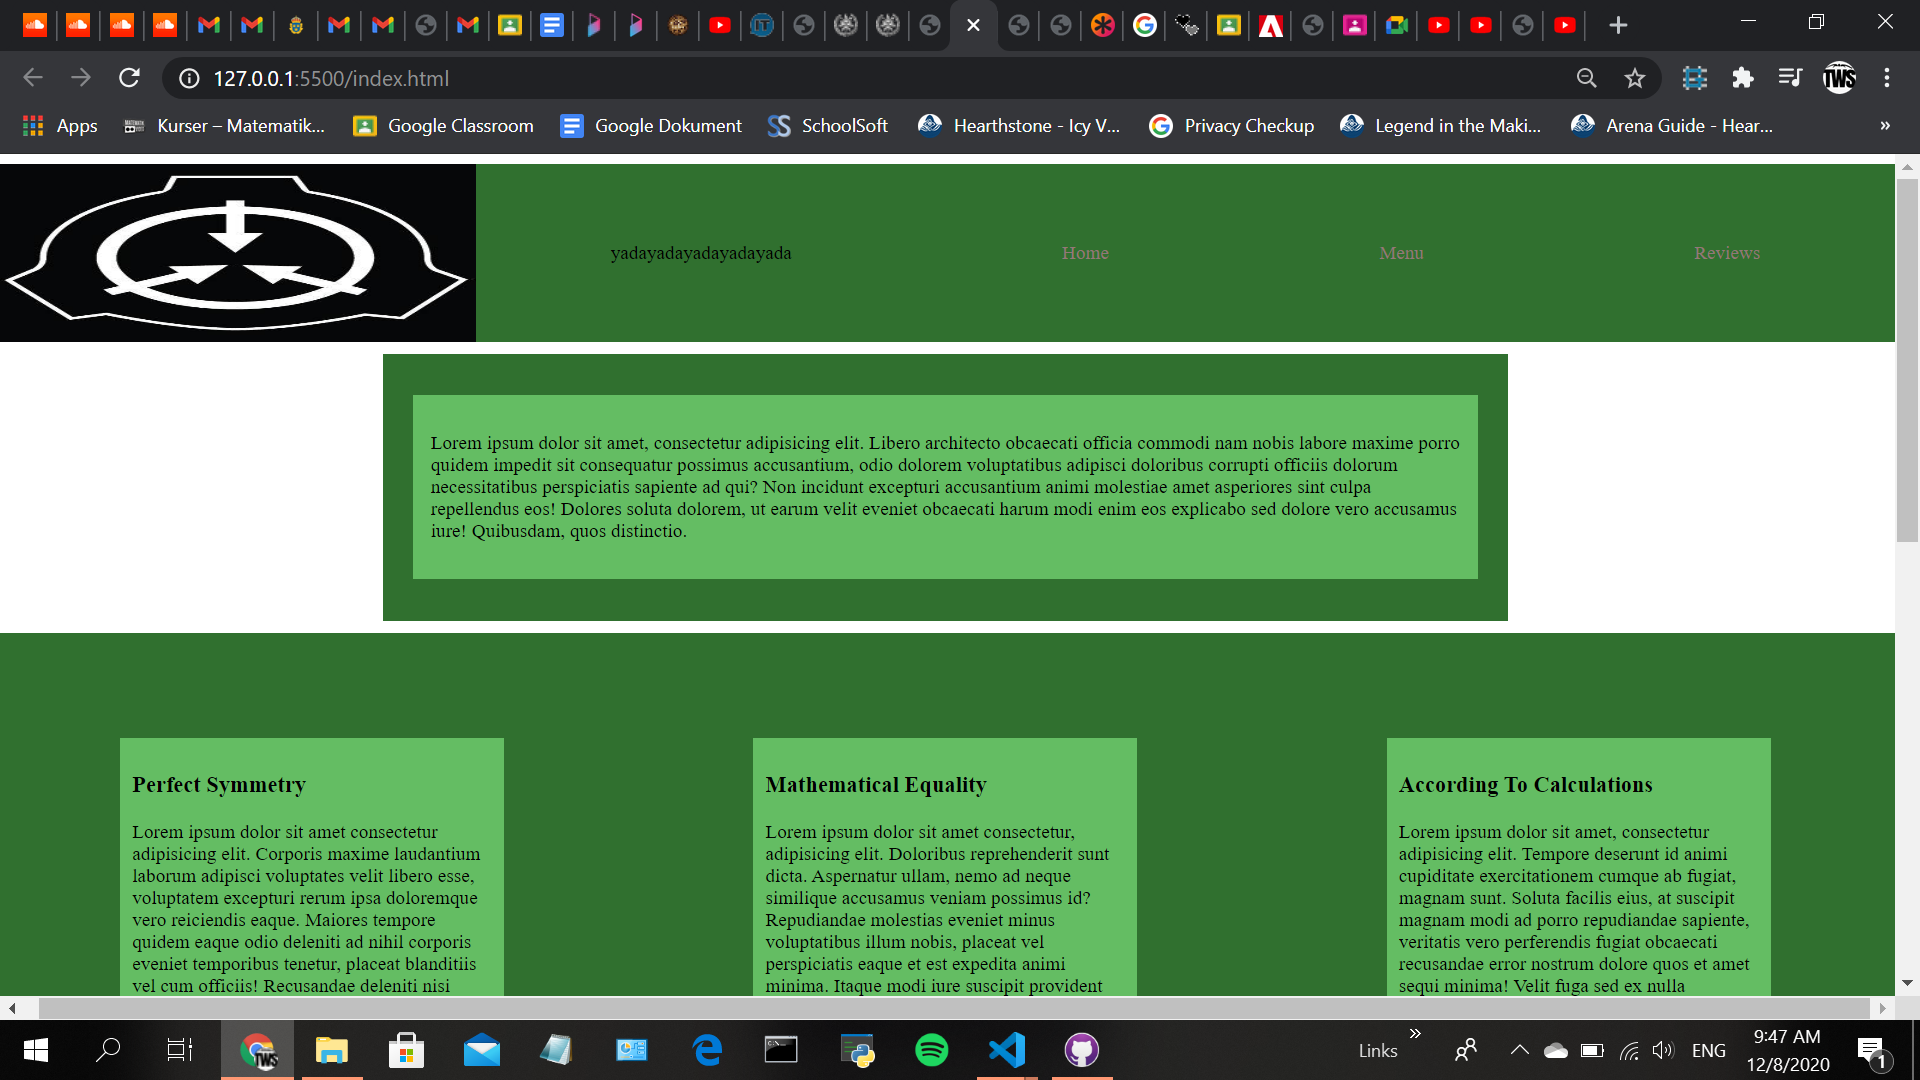 127.0.0.1:5500/index.html
TWS
Apps
Kurser – Matematik...
Google Classroom
Google Dokument
SchoolSoft
Hearthstone - Icy V...
Privacy Checkup
Legend in the Maki...
Arena Guide - Hear...
»
yadayadayadayadayada
Home
Menu
Reviews
Lorem ipsum dolor sit amet, consectetur adipisicing elit. Libero architecto obcaecati officia commodi nam nobis labore maxime porro
quidem impedit sit consequatur possimus accusantium, odio dolorem voluptatibus adipisci doloribus corrupti officiis dolorum
necessitatibus perspiciatis sapiente ad qui? Non incidunt excepturi accusantium animi molestiae amet asperiores sint culpa
repellendus eos! Dolores soluta dolorem, ut earum velit eveniet obcaecati harum modi enim eos explicabo sed dolore vero accusamus
iure! Quibusdam, quos distinctio.
Perfect Symmetry
Lorem ipsum dolor sit amet consectetur
adipisicing elit. Corporis maxime laudantium
laborum adipisci voluptates velit libero esse,
voluptatem excepturi rerum ipsa doloremque
vero reiciendis eaque. Maiores tempore
quidem eaque odio deleniti ad nihil corporis
eveniet temporibus tenetur, placeat blanditiis
vel cum officiis! Recusandae deleniti nisi
Mathematical Equality
Lorem ipsum dolor sit amet consectetur,
adipisicing elit. Doloribus reprehenderit sunt
dicta. Aspernatur ullam, nemo ad neque
similique accusamus veniam possimus id?
Repudiandae molestias eveniet minus
voluptatibus illum nobis, placeat vel
perspiciatis eaque et est expedita animi
minima. Itaque modi iure suscipit provident
According To Calculations
Lorem ipsum dolor sit amet, consectetur
adipisicing elit. Tempore deserunt id animi
cupiditate exercitationem cumque ab fugiat,
magnam sunt. Soluta facilis eius, at suscipit
magnam modi ad porro repudiandae sapiente,
veritatis vero perferendis fugiat obcaecati
recusandae error nostrum dolore quos et amet
sequi minima! Velit fuga sed ex nulla
TWS
Links
»
ENG
9:47 AM
12/8/2020
1